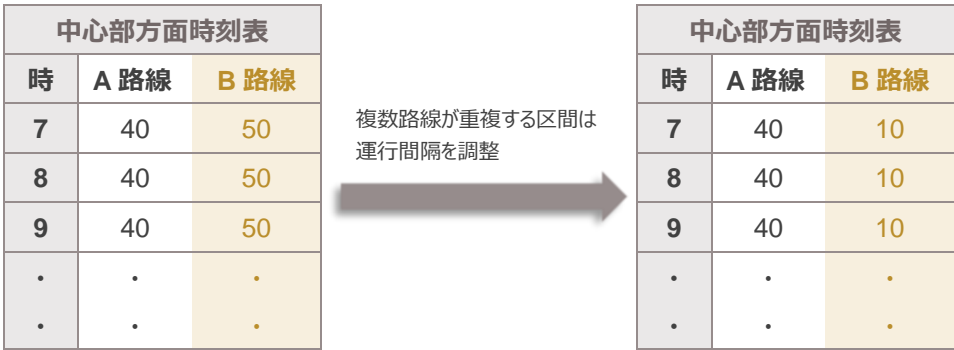 中心部方面時刻表
時 A 路線 B 路線
7 40 50
8 40 50
9 40 50
・ ・ ・
・ ・ ・
複数路線が重複する区間は
運行間隔を調整
中心部方面時刻表
時 A 路線 B 路線
7 40 10
8 40 10
9 40 10
・ ・ ・
・ ・ ・